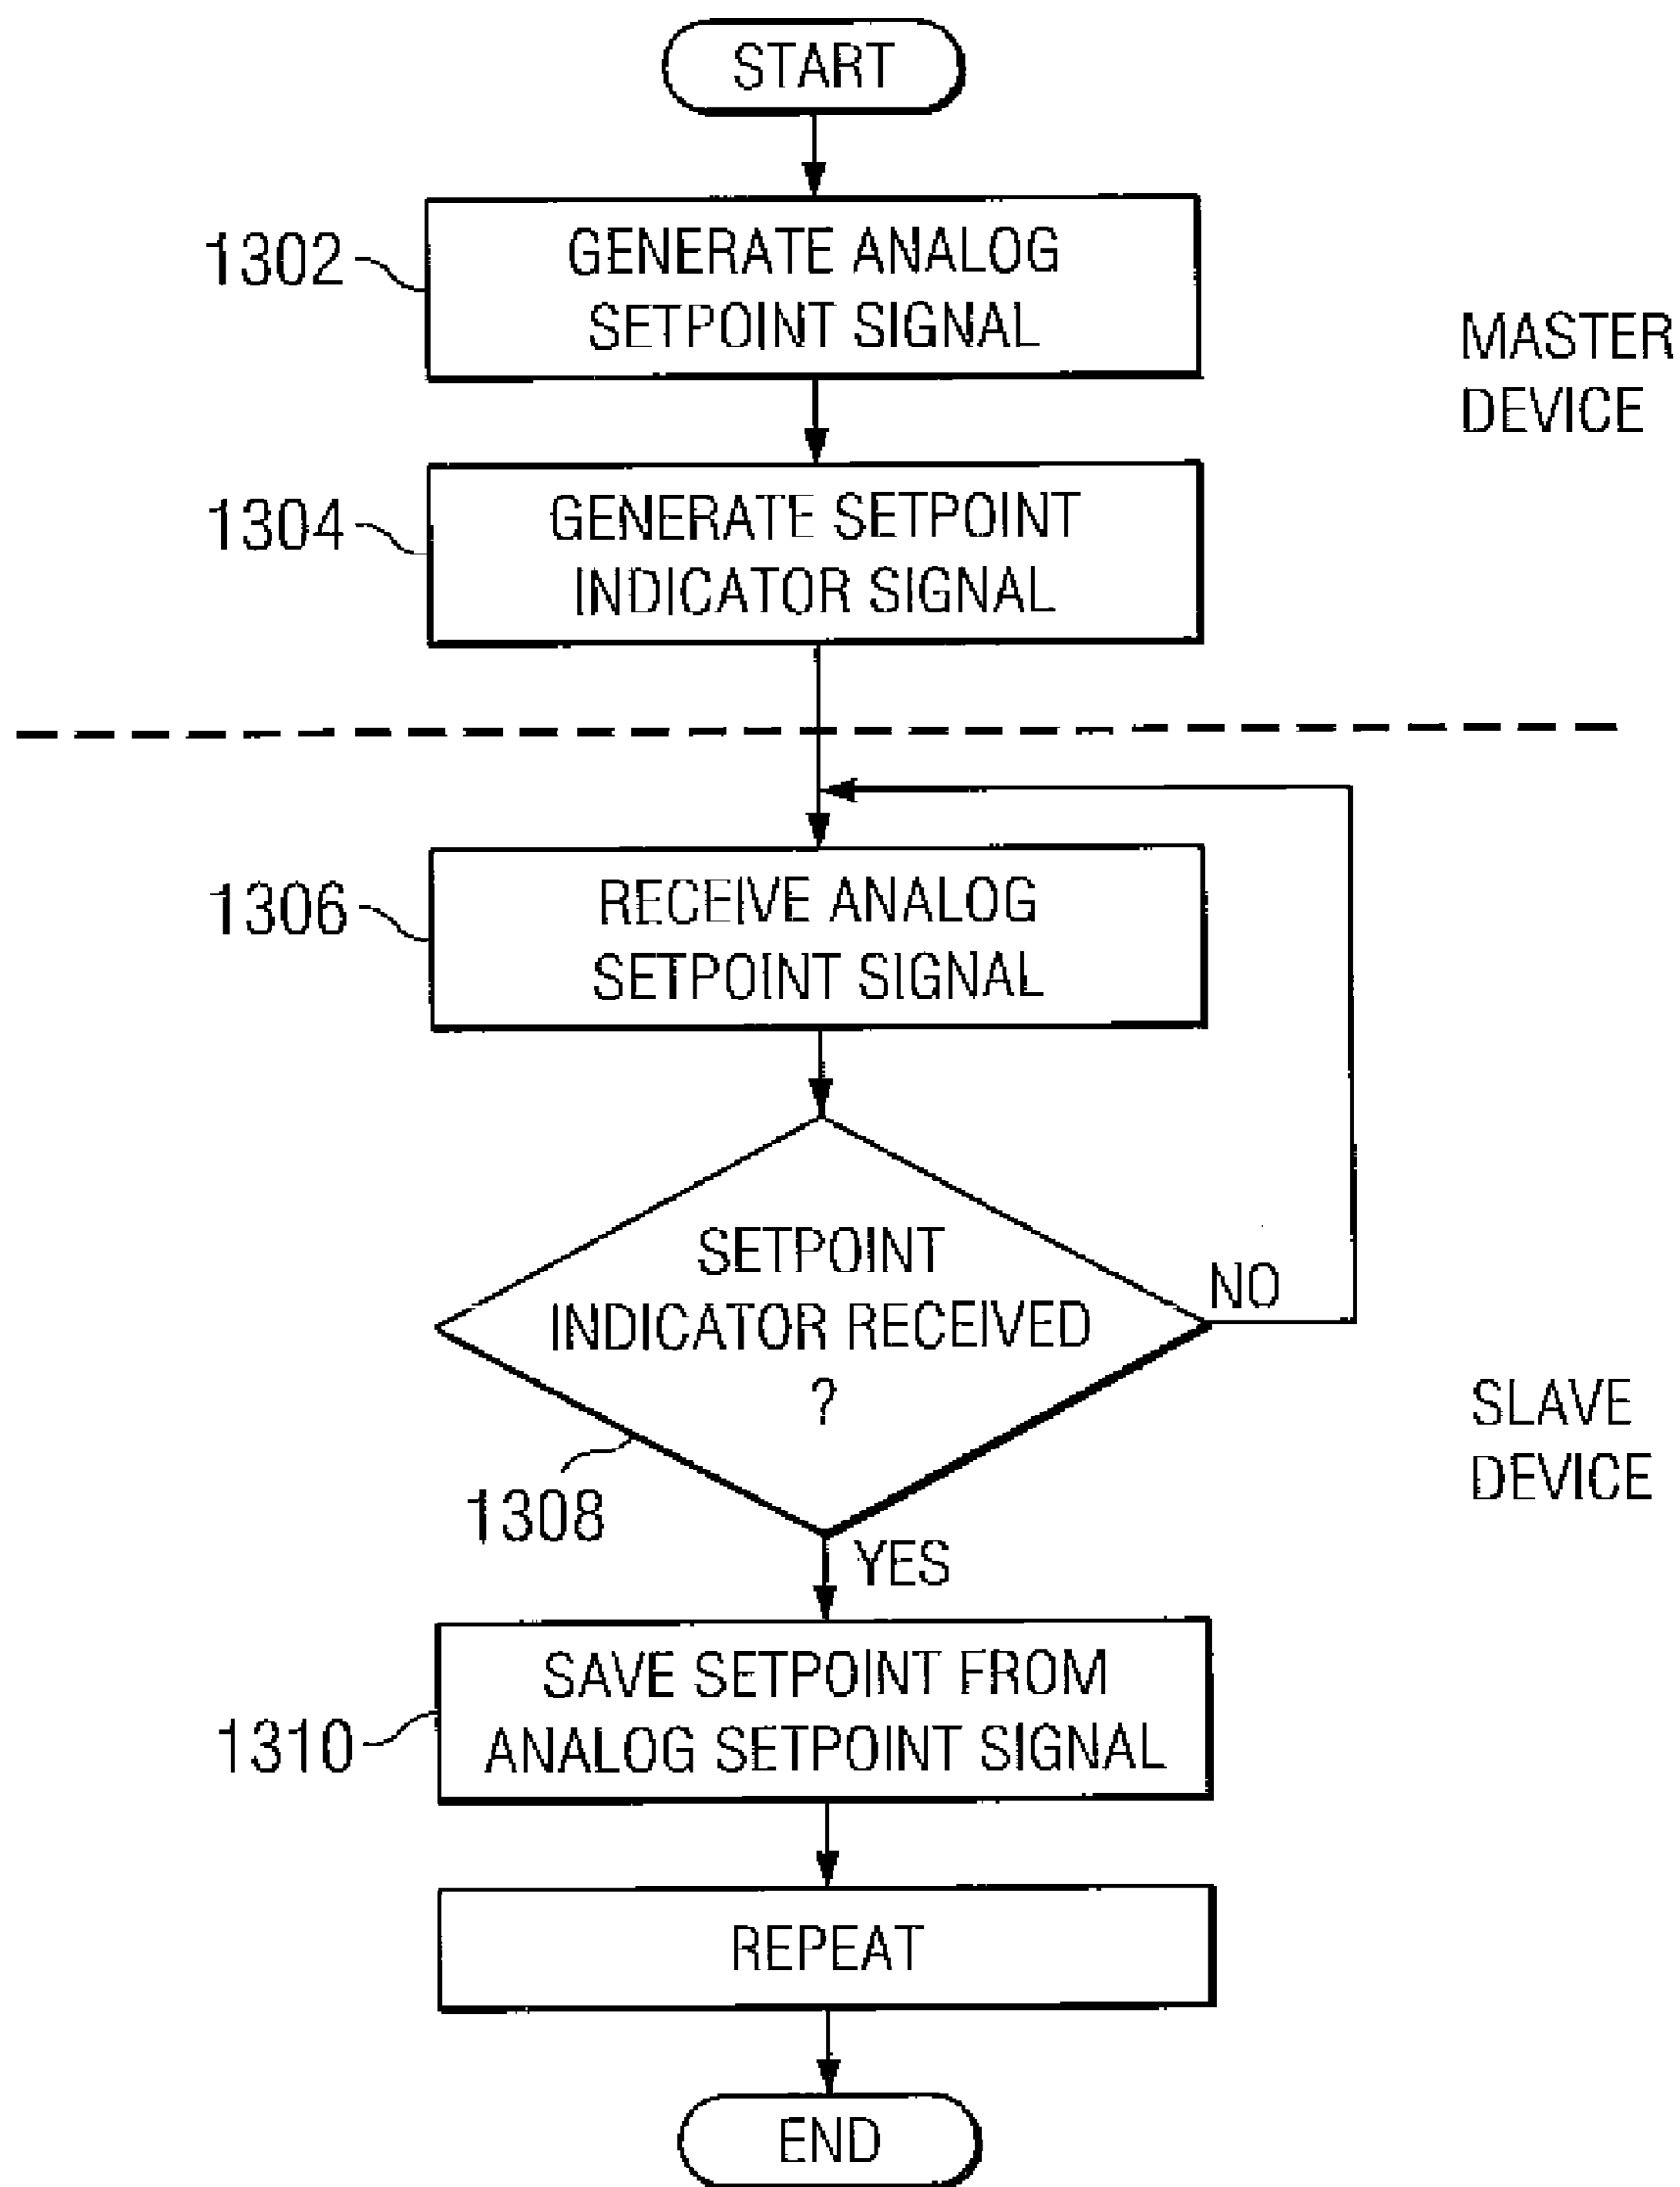 START
1302
GENERATE ANALOG
SETPOINT SIGNAL
MASTER
DEVICE
1304
GENERATE SETPOINT
INDICATOR SIGNAL
1306
RECEIVE ANALOG
SETPOINT SIGNAL
SETPOINT
INDICATOR RECEIVED
?
NO
1308
SLAVE
DEVICE
YES
1310
SAVE SETPOINT FROM
ANALOG SETPOINT SIGNAL
REPEAT
END